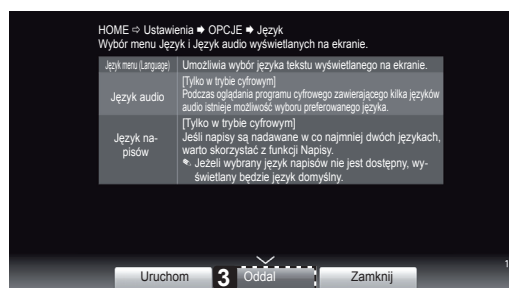 HOME ⇨ Ustawienia ➡ OPCJE ➡ Język
Wybór menu Język i Język audio wyświetlanych na ekranie.
Język menu (Language) Umożliwia wybór języka tekstu wyświetlanego na ekranie.
Język audio
[Tylko w trybie cyfrowym]
Podczas oglądania programu cyfrowego zawierającego kilka języków
audio istnieje możliwość wyboru preferowanego języka.
Język na-
pisów
[Tylko w trybie cyfrowym]
Jeśli napisy są nadawane w co najmniej dwóch językach,
warto skorzystać z funkcji Napisy.
✎ Jeżeli wybrany język napisów nie jest dostępny, wy-
świetlany będzie język domyślny.
1
Uruchom 3 Oddal Zamknij